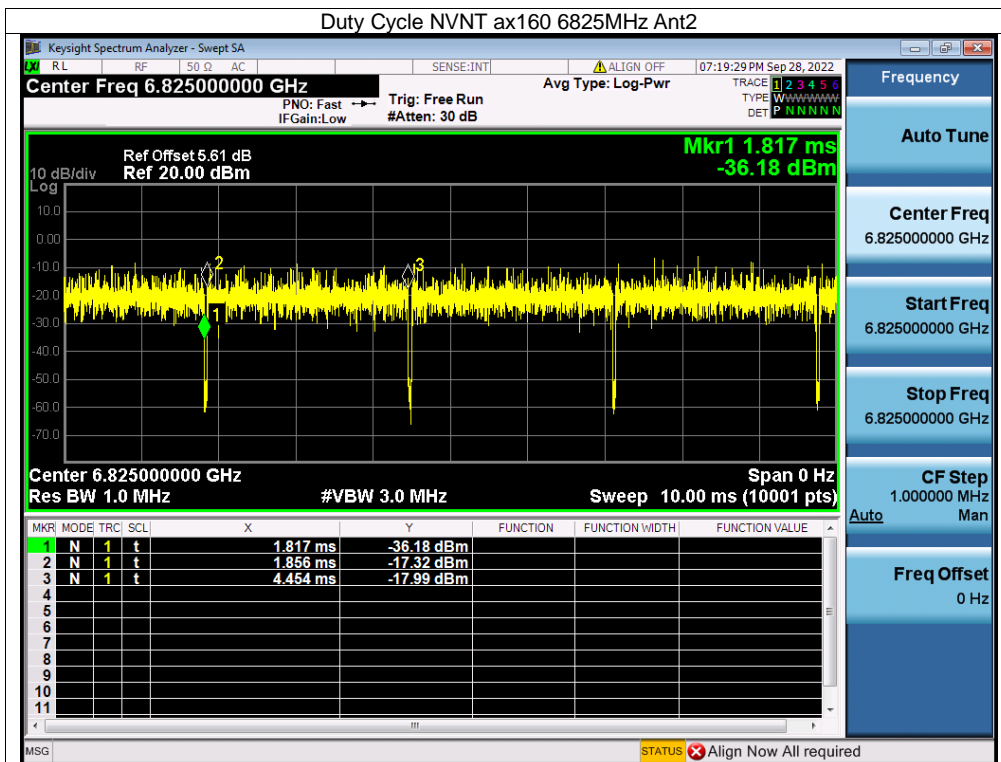 Duty Cycle NVNT ax160 6825MHz Ant2
Keysight Spectrum Analyzer - Swept SA
LXI RL RF 50 Ω AC SENSE:INT ALIGN OFF 07:19:29 PM Sep 28, 2022
Center Freq 6.825000000 GHz Avg Type: Log-Pwr TRACE 1 2 3 4 5 6
PNO: Fast Trig: Free Run TYPE WWWWWW
IFGain:Low #Atten: 30 dB DET P N N N N N
Frequency
Auto Tune
Center Freq
6.825000000 GHz
Start Freq
6.825000000 GHz
Stop Freq
6.825000000 GHz
CF Step
1.000000 MHz
Auto Man
Freq Offset
0 Hz
Mkr1 1.817 ms
-36.18 dBm
Ref Offset 5.61 dB
10 dB/div Ref 20.00 dBm
Log
10.0
0.00
-10.0
-20.0
-30.0
-40.0
-50.0
-60.0
-70.0
2
3
1
Center 6.825000000 GHz Span 0 Hz
Res BW 1.0 MHz #VBW 3.0 MHz Sweep 10.00 ms (10001 pts)
MKR MODE TRC SCL X Y FUNCTION FUNCTION WIDTH FUNCTION VALUE
1 N 1 t 1.817 ms -36.18 dBm
2 N 1 t 1.856 ms -17.32 dBm
3 N 1 t 4.454 ms -17.99 dBm
4
5
6
7
8
9
10
11
MSG STATUS Align Now All required